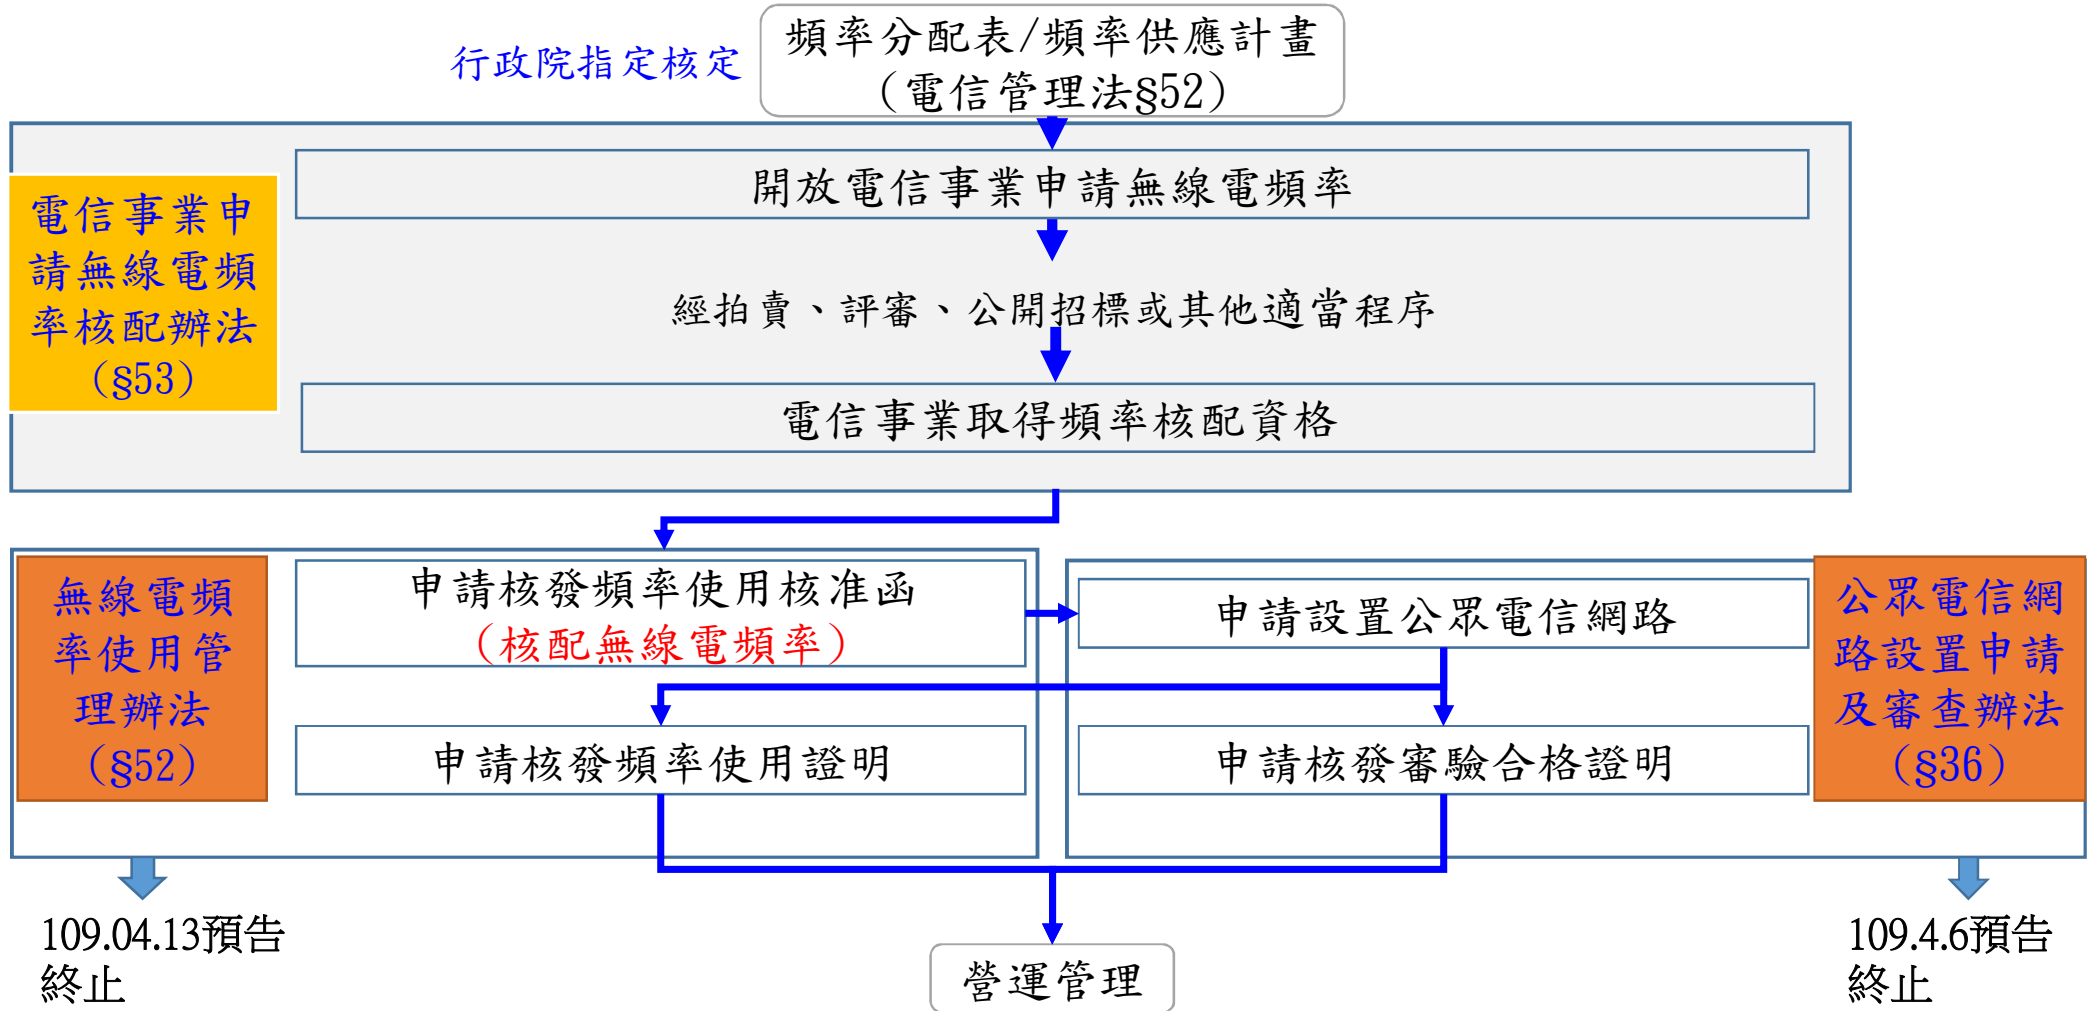 行政院指定核定
頻率分配表/頻率供應計畫
(電信管理法§52)
電信事業申
請無線電頻
率核配辦法
(§53)
開放電信事業申請無線電頻率
經拍賣、評審、公開招標或其他適當程序
電信事業取得頻率核配資格
無線電頻
率使用管
理辦法
(§52)
申請核發頻率使用核准函
(核配無線電頻率)
申請設置公眾電信網路
申請核發頻率使用證明
申請核發審驗合格證明
公眾電信網
路設置申請
及審查辦法
(§36)
109.04.13預告
終止
109.4.6預告
終止
營運管理